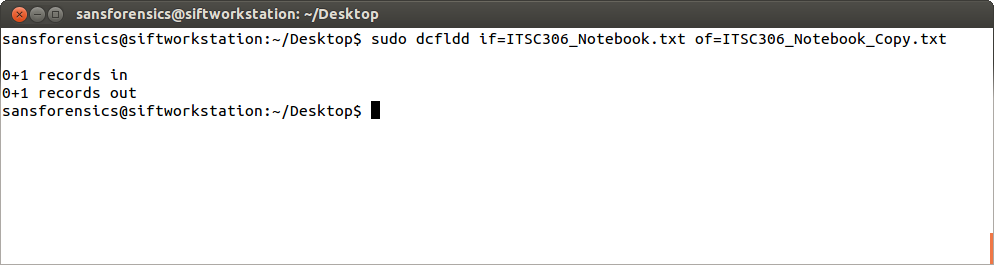 sansforensics@siftworkstation: ~/Desktop
sansforensics@siftworkstation:~/Desktop$ sudo dcfldd if=ITSC306_Notebook.txt of=ITSC306_Notebook_Copy.txt
0+1 records in
0+1 records out
sansforensics@siftworkstation:~/Desktop$